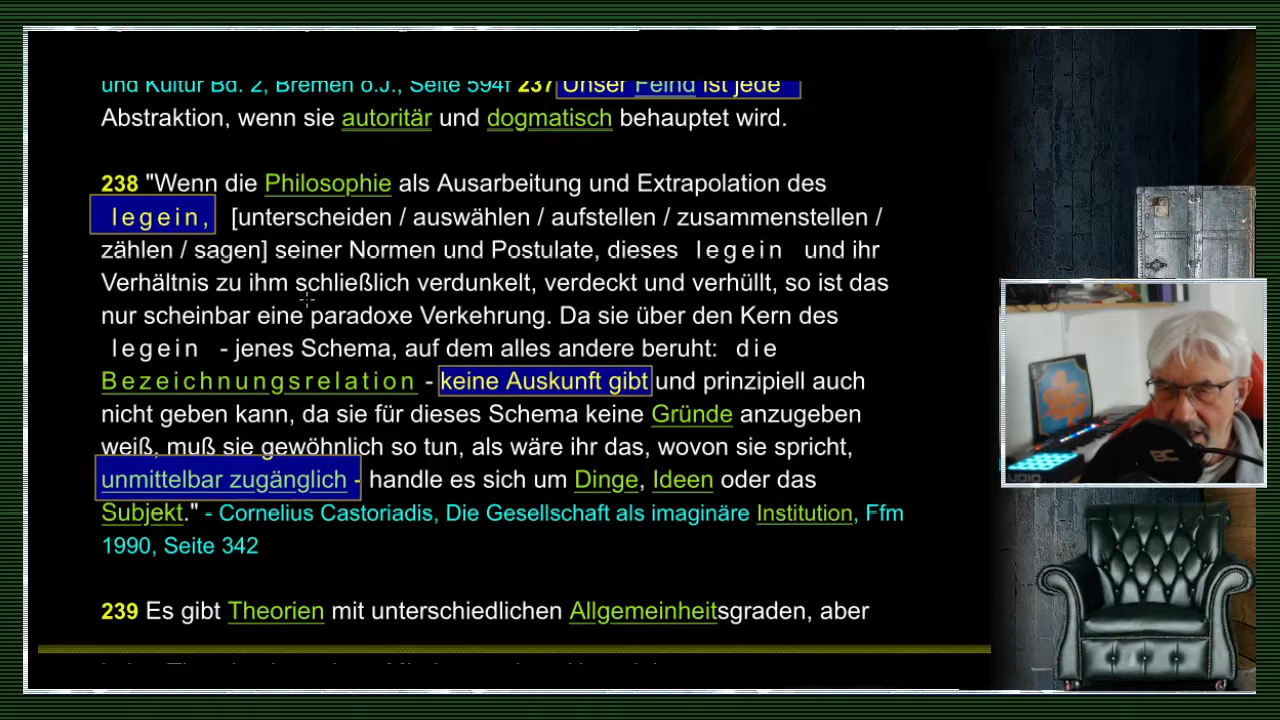 und Kultur Bd. 2, Bremen o.J., Seite 594f 237 Unser Feind ist jede
Abstraktion, wenn sie autoritär und dogmatisch behauptet wird.
238 "Wenn die Philosophie als Ausarbeitung und Extrapolation des
legein, [unterscheiden / auswählen / aufstellen / zusammenstellen /
zählen / sagen] seiner Normen und Postulate, dieses legein und ihr
Verhältnis zu ihm schließlich verdunkelt, verdeckt und verhüllt, so ist das
nur scheinbar eine paradoxe Verkehrung. Da sie über den Kern des
legein - jenes Schema, auf dem alles andere beruht: die
Bezeichnungsrelation - keine Auskunft gibt und prinzipiell auch
nicht geben kann, da sie für dieses Schema keine Gründe anzugeben
weiß, muß sie gewöhnlich so tun, als wäre ihr das, wovon sie spricht,
unmittelbar zugänglich - handle es sich um Dinge, Ideen oder das
Subjekt." - Cornelius Castoriadis, Die Gesellschaft als imaginäre Institution, Ffm
1990, Seite 342
239 Es gibt Theorien mit unterschiedlichen Allgemeinheitsgraden, aber